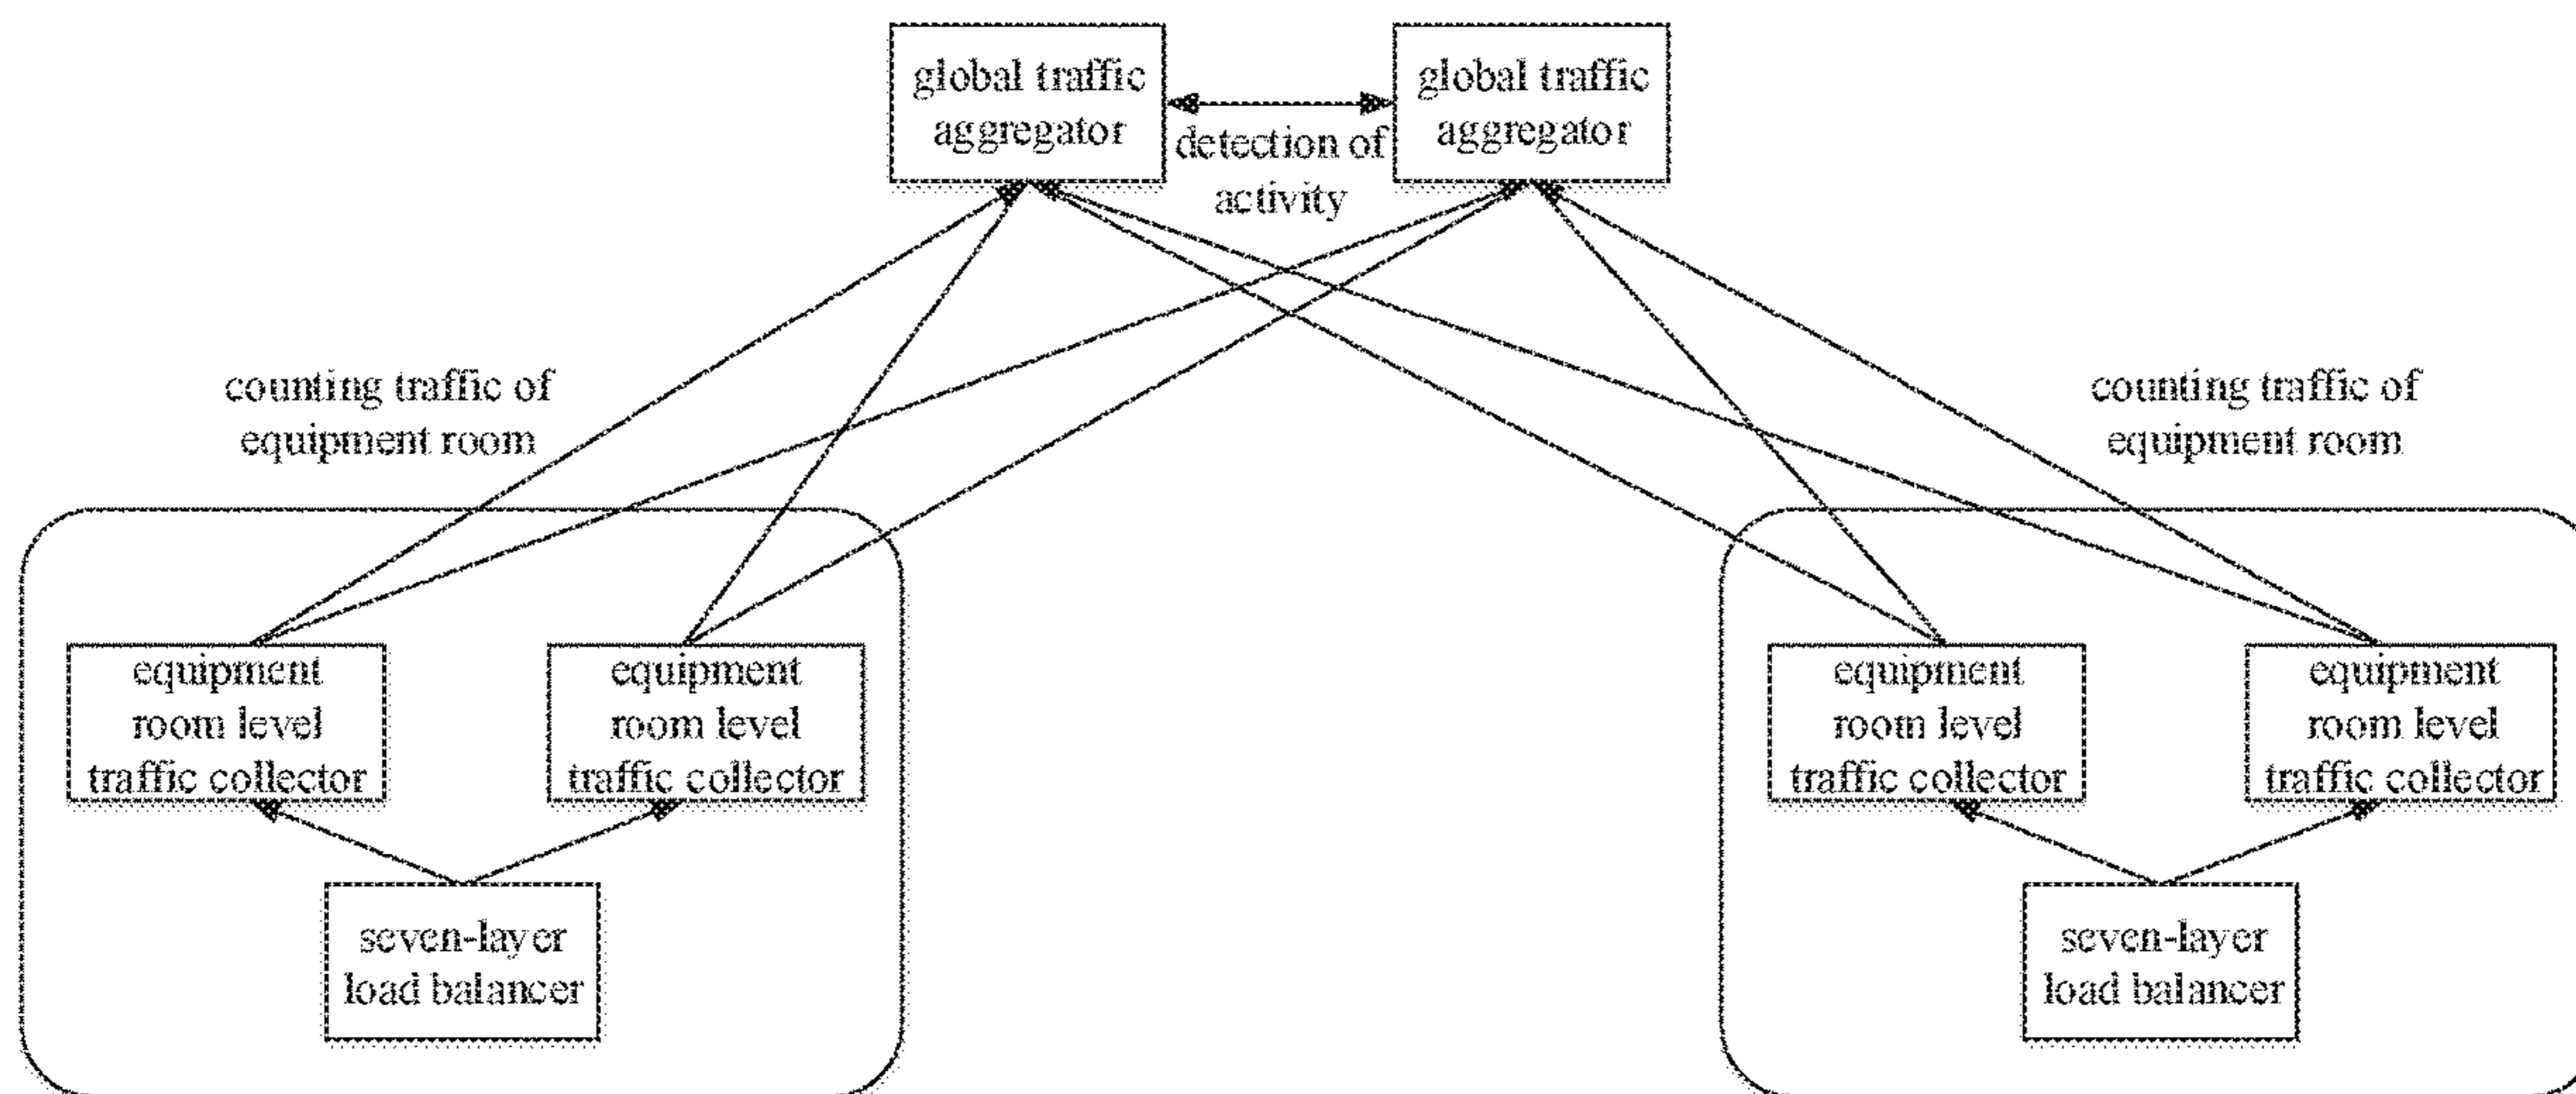 global traffic
aggregator
global traffic
aggregator
detection of
activity
counting traffic of
equipment room
counting traffic of
equipment room
equipment
room level
traffic collector
equipment
room level
traffic collector
equipment
room level
traffic collector
equipment
room level
traffic collector
seven-layer
load balancer
seven-layer
load balancer